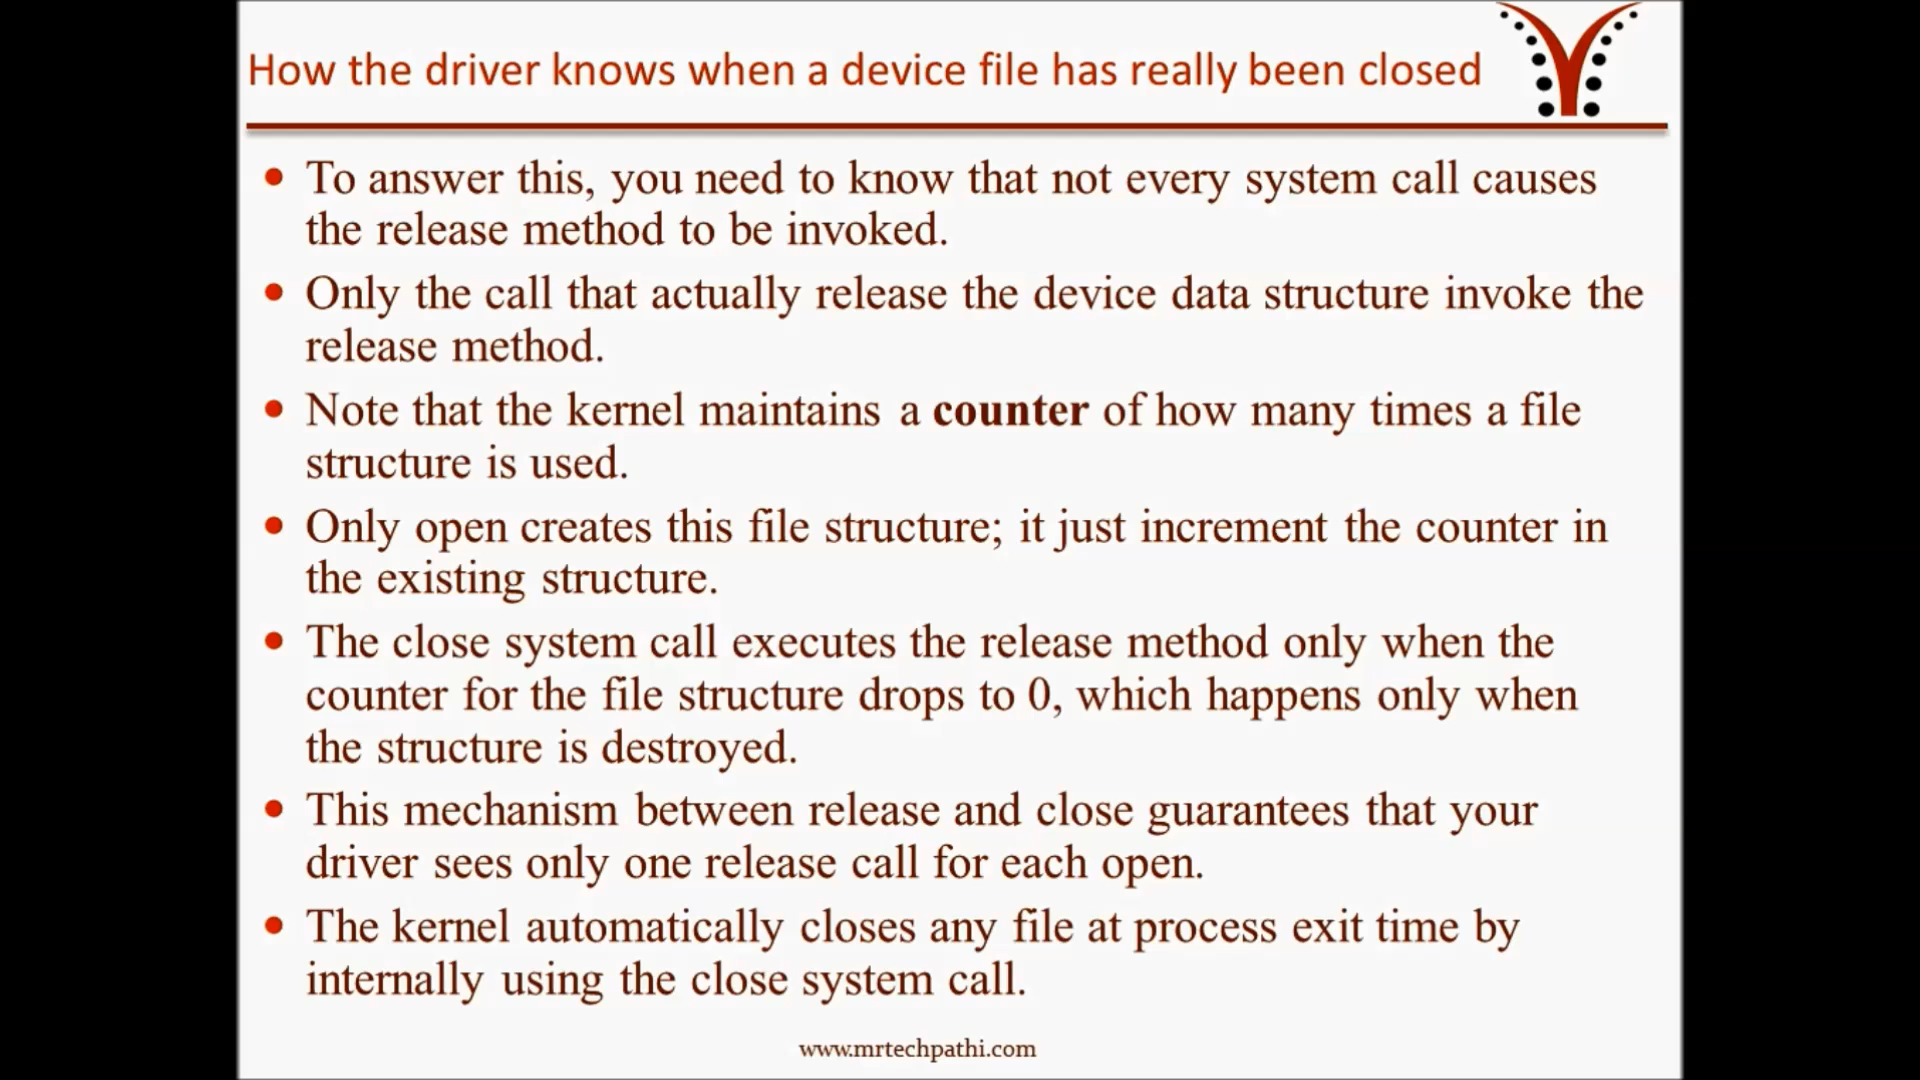 How the driver knows when a device file has really been closed
• To answer this, you need to know that not every system call causes
the release method to be invoked.
• Only the call that actually release the device data structure invoke the
release method.
• Note that the kernel maintains a counter of how many times a file
structure is used.
• Only open creates this file structure; it just increment the counter in
the existing structure.
• The close system call executes the release method only when the
counter for the file structure drops to 0, which happens only when
the structure is destroyed.
• This mechanism between release and close guarantees that your
driver sees only one release call for each open.
• The kernel automatically closes any file at process exit time by
internally using the close system call.
www.mrtechpathi.com